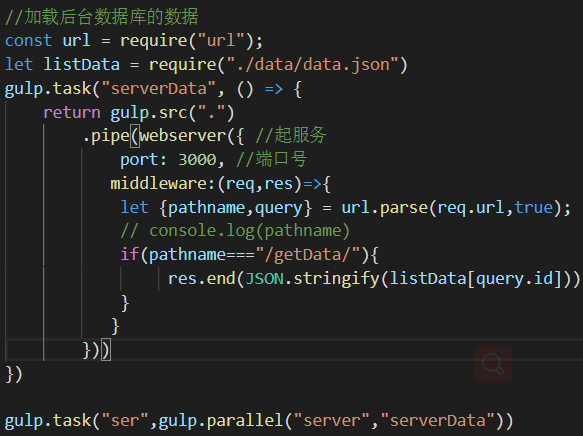 //加载后台数据库的数据
const url = require("url");
let listData = require("./data/data.json")
gulp.task("serverData", () => {
    return gulp.src(".")
        .pipe(webserver({ //起服务
            port: 3000, //端口号
           middleware:(req,res)=>{
            let {pathname,query} = url.parse(req.url,true);
            // console.log(pathname)
            if(pathname==="/getData/"){
                 res.end(JSON.stringify(listData[query.id]))
            }
           }
        }))
})
gulp.task("ser",gulp.parallel("server","serverData"))